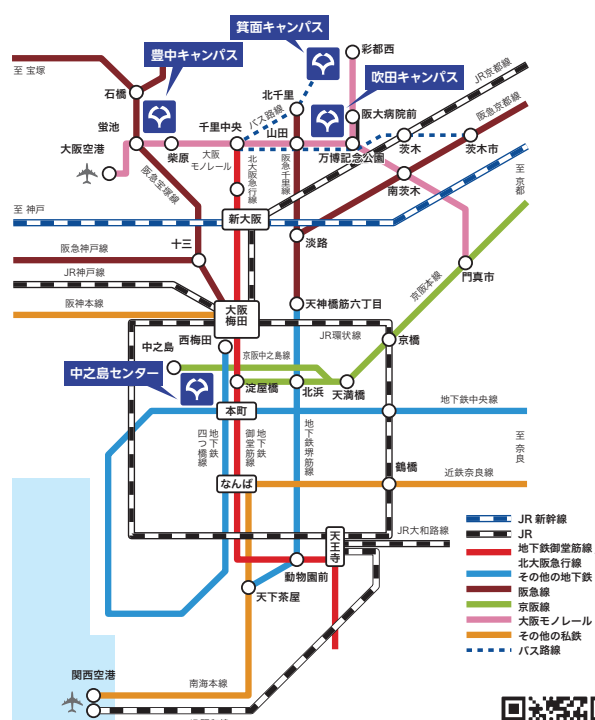 箕面キャンパス
豊中キャンパス
彩都西
JR京都線
至 宝塚
吹田キャンパス
石橋
北千里
バス路線
阪大病院前
阪急京都線
蛍池
千里中央
山田
茨木
茨木市
大阪空港
柴原
大阪
モノレール
万博記念公園
北大阪急行線
阪急千里線
南茨木
至 京都
阪急宝塚線
至 神戸
新大阪
十三
淡路
阪急神戸線
JR神戸線
門真市
京阪本線
阪神本線
大阪
梅田
天神橋筋六丁目
西梅田
JR環状線
京橋
中之島
京阪中之島線
中之島センター
淀屋橋
北浜
天満橋
本町
地下鉄中央線
地下鉄
四つ橋線
地下鉄
御堂筋線
地下鉄堺筋線
至 奈良
鶴橋
なんば
近鉄奈良線
天王寺
JR大和路線
動物園前
天下茶屋
JR 新幹線
JR
地下鉄御堂筋線
北大阪急行線
その他の地下鉄
阪急線
京阪線
大阪モノレール
その他の私鉄
バス路線
関西空港
南海本線